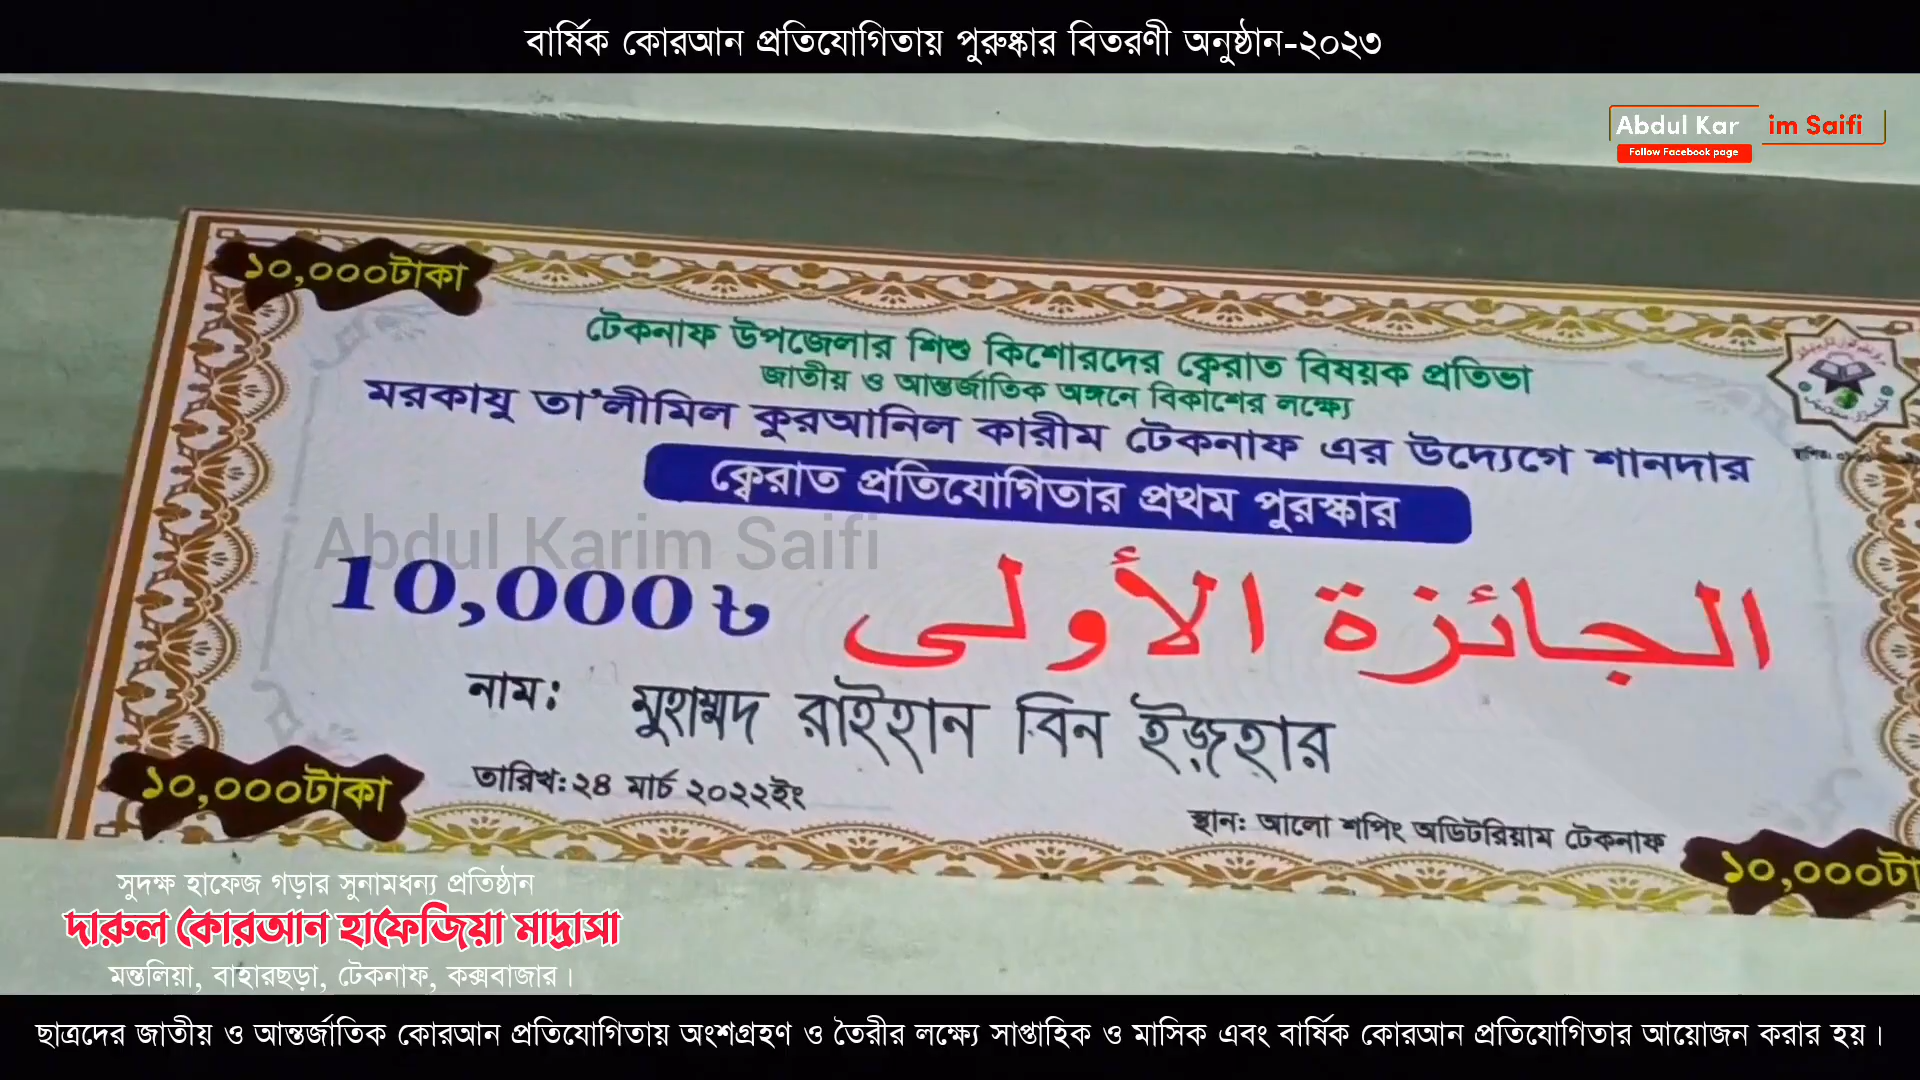 বার্ষিক কোরআন প্রতিযোগিতায় পুরুষ্কার বিতরণী অনুষ্ঠান-২০২৩
Abdul Karim Saifi
Follow Facebook page
১০,০০০টাকা
টেকনাফ উপজেলার শিশু কিশোরদের ক্বেরাত বিষয়ক প্রতিভা
জাতীয় ও আন্তর্জাতিক অঙ্গনে বিকাশের লক্ষ্যে
মরকাযু তা'লীমিল কুরআনিল কারীম টেকনাফ এর উদ্যেগে শানদার
ক্বেরাত প্রতিযোগিতার প্রথম পুরস্কার
Abdul Karim Saifi
10,000৳ الجائزة الأولى
নাম: মুহাম্মদ রাইহান বিন ইজ়হার
১০,০০০টাকা
তারিখ: ২৪ মার্চ ২০২২ইং
স্থান: আলো শপিং অডিটরিয়াম টেকনাফ
১০,০০০টা
সুদক্ষ হাফেজ গড়ার সুনামধন্য প্রতিষ্ঠান
দারুল কোরআন হাফেজিয়া মাদ্রাসা
মন্তলিয়া, বাহারছড়া, টেকনাফ, কক্সবাজার।
ছাত্রদের জাতীয় ও আন্তর্জাতিক কোরআন প্রতিযোগিতায় অংশগ্রহণ ও তৈরীর লক্ষ্যে সাপ্তাহিক ও মাসিক এবং বার্ষিক কোরআন প্রতিযোগিতার আয়োজন করার হয়।